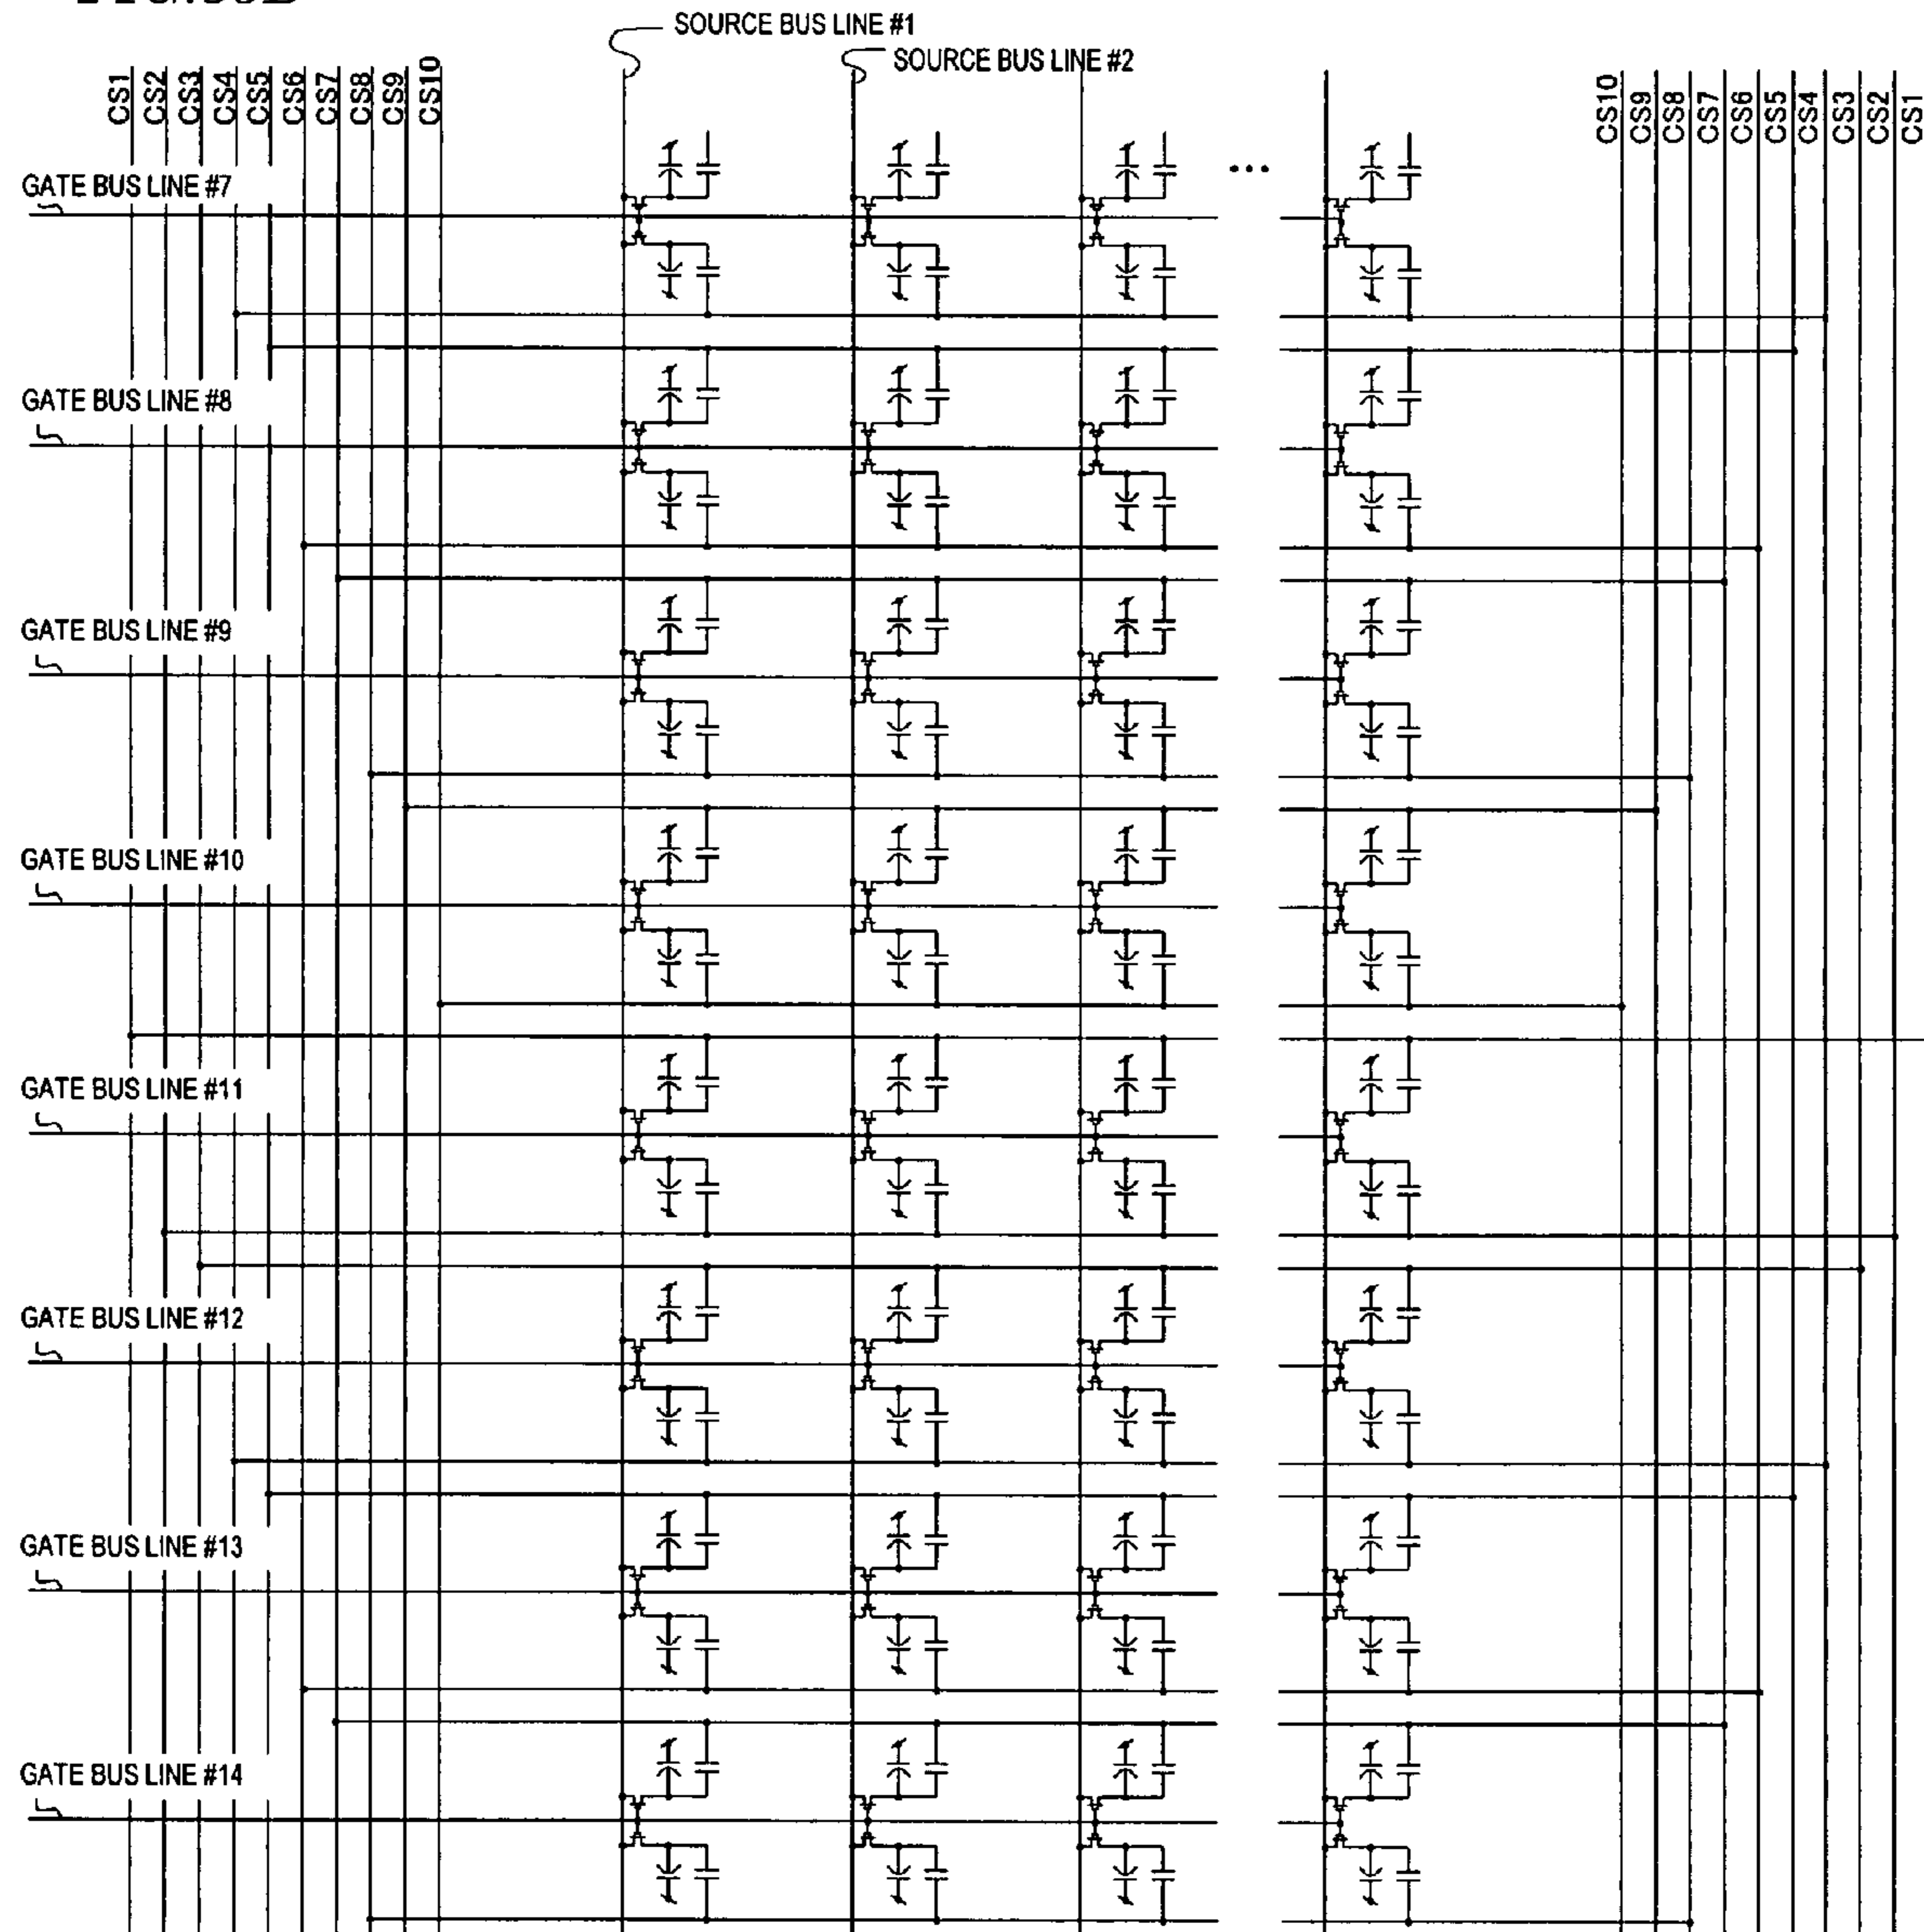 SOURCE BUS LINE #1
SOURCE BUS LINE #2
CS1
CS2
CS3
CS4
CS5
CS6
CS7
CS8
CS9
CS10
CS10
CS9
CS8
CS7
CS6
CS5
CS4
CS3
CS2
CS1
...
GATE BUS LINE #7
GATE BUS LINE #8
GATE BUS LINE #9
GATE BUS LINE #10
GATE BUS LINE #11
GATE BUS LINE #12
GATE BUS LINE #13
GATE BUS LINE #14